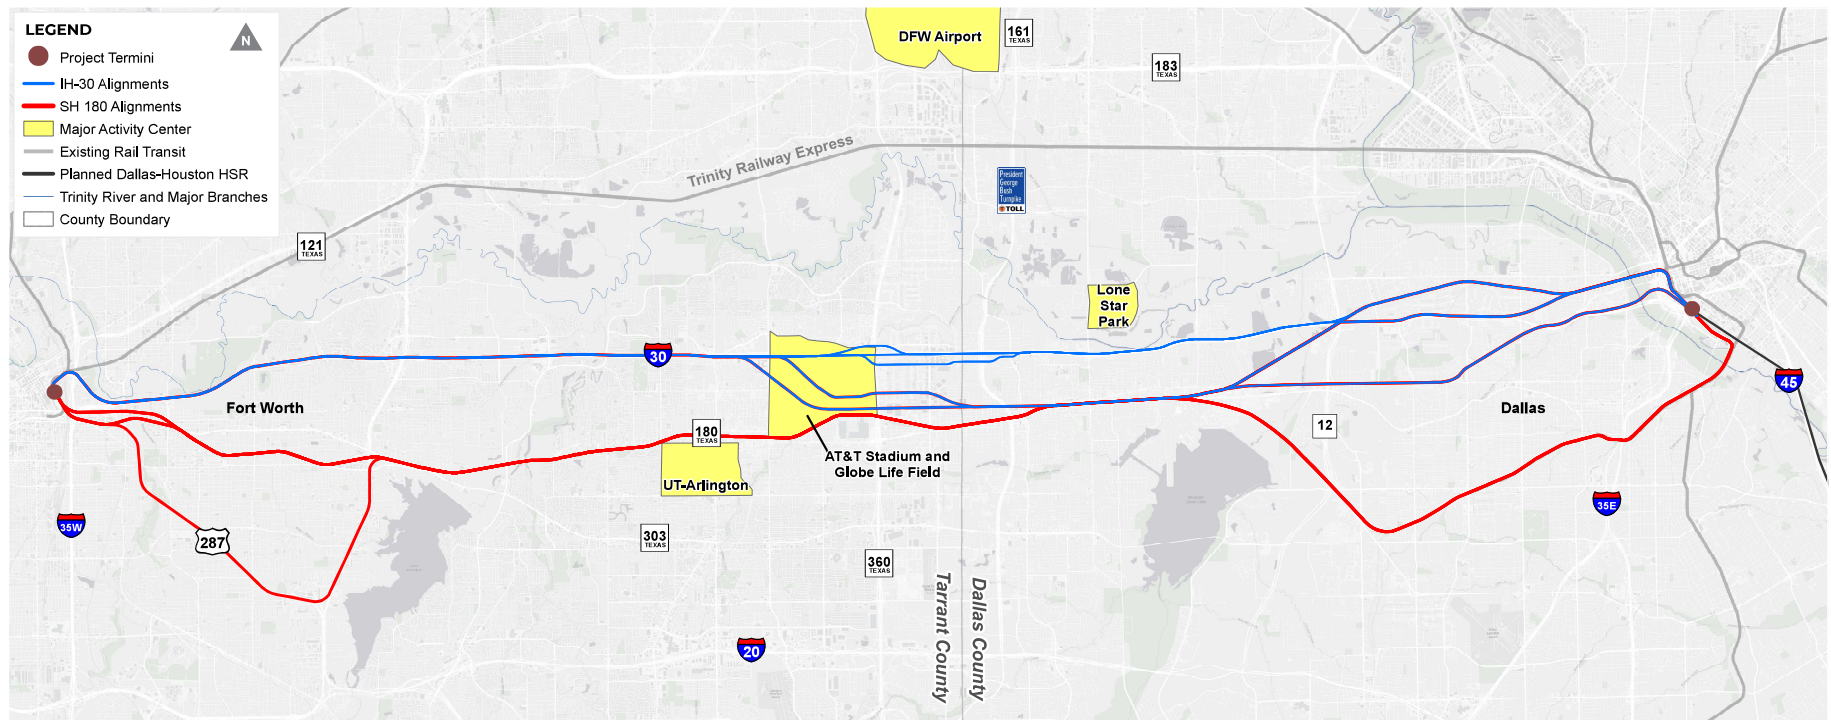 LEGEND
N
Project Termini
IH-30 Alignments
SH 180 Alignments
Major Activity Center
Existing Rail Transit
Planned Dallas-Houston HSR
Trinity River and Major Branches
County Boundary
DFW Airport
161
TEXAS
183
TEXAS
Trinity Railway Express
President
George
Bush
Turnpike
TOLL
121
TEXAS
Lone
Star
Park
30
45
Fort Worth
Dallas
12
180
TEXAS
AT&T Stadium and
Globe Life Field
UT-Arlington
35W
287
303
TEXAS
360
TEXAS
35E
Tarrant County
Dallas County
20